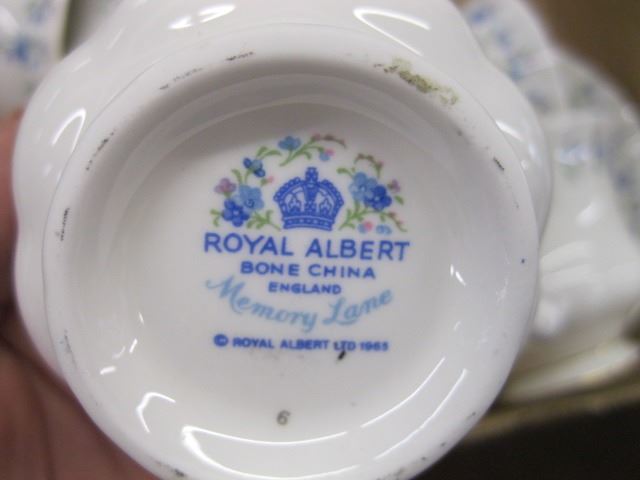 ROYAL ALBERT
BONE CHINA
ENGLAND
Memory Lane
© ROYAL ALBERT LTD 1965
6